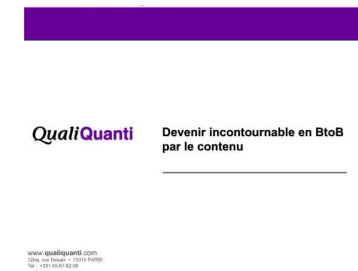 QualiQuanti
Devenir incontournable en BtoB
par le contenu
www.qualiquanti.com
12bis, rue Desaix • 75015 PARIS
Tel : +331.45.67.62.06